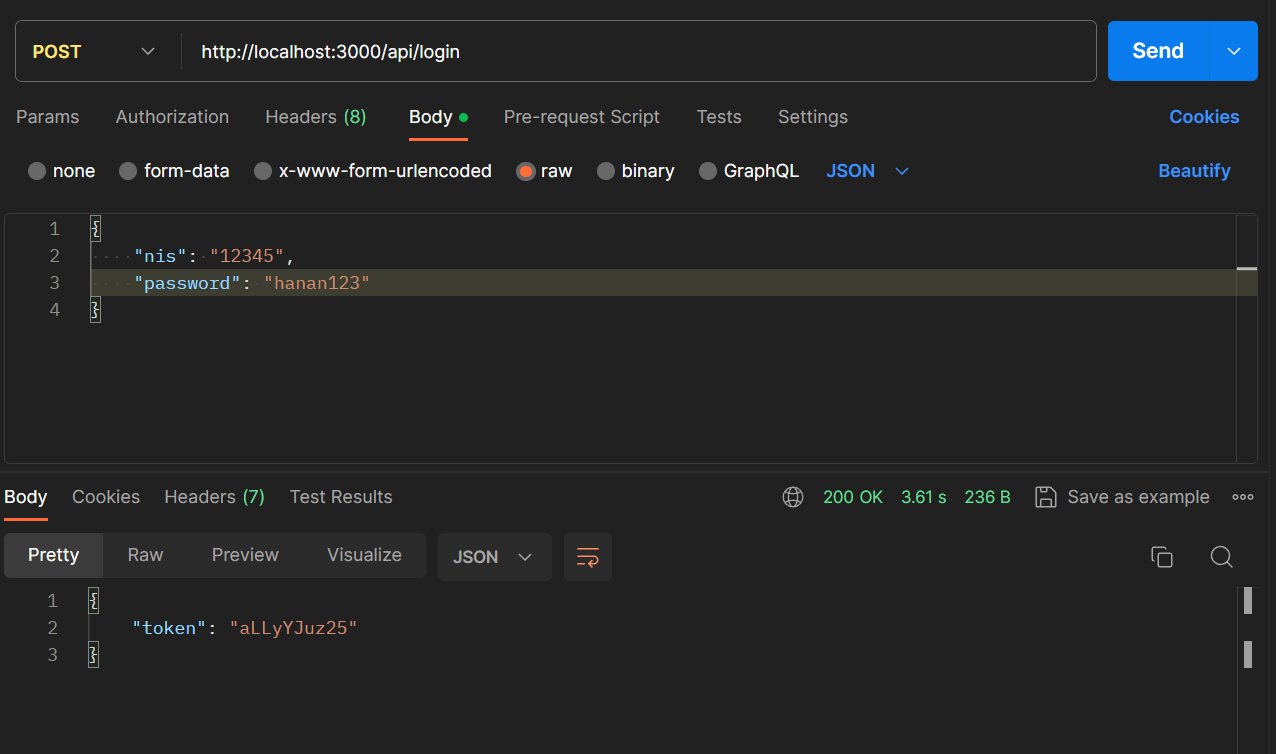 POST http://localhost:3000/api/login Send
Params Authorization Headers (8) Body Pre-request Script Tests Settings Cookies
none form-data x-www-form-urlencoded raw binary GraphQL JSON Beautify
1 {
2 "nis": "12345",
3 "password": "hanan123"
4 }
Body Cookies Headers (7) Test Results 200 OK 3.61 s 236 B Save as example
Pretty Raw Preview Visualize JSON
1 {
2 "token": "aLLyYJuz25"
3 }